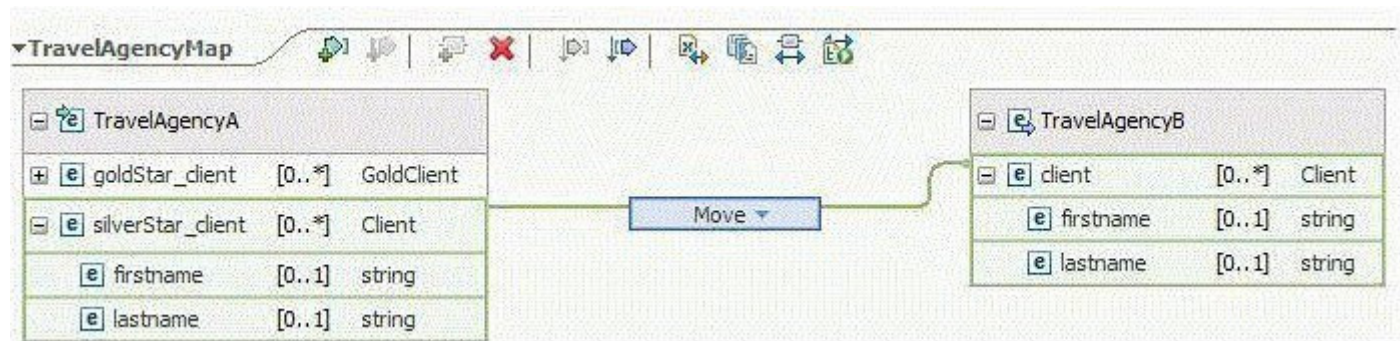 TravelAgencyMap
TravelAgencyA
goldStar_client [0..*] GoldClient
silverStar_client [0..*] Client
firstname [0..1] string
lastname [0..1] string
Move
TravelAgencyB
client [0..*] Client
firstname [0..1] string
lastname [0..1] string